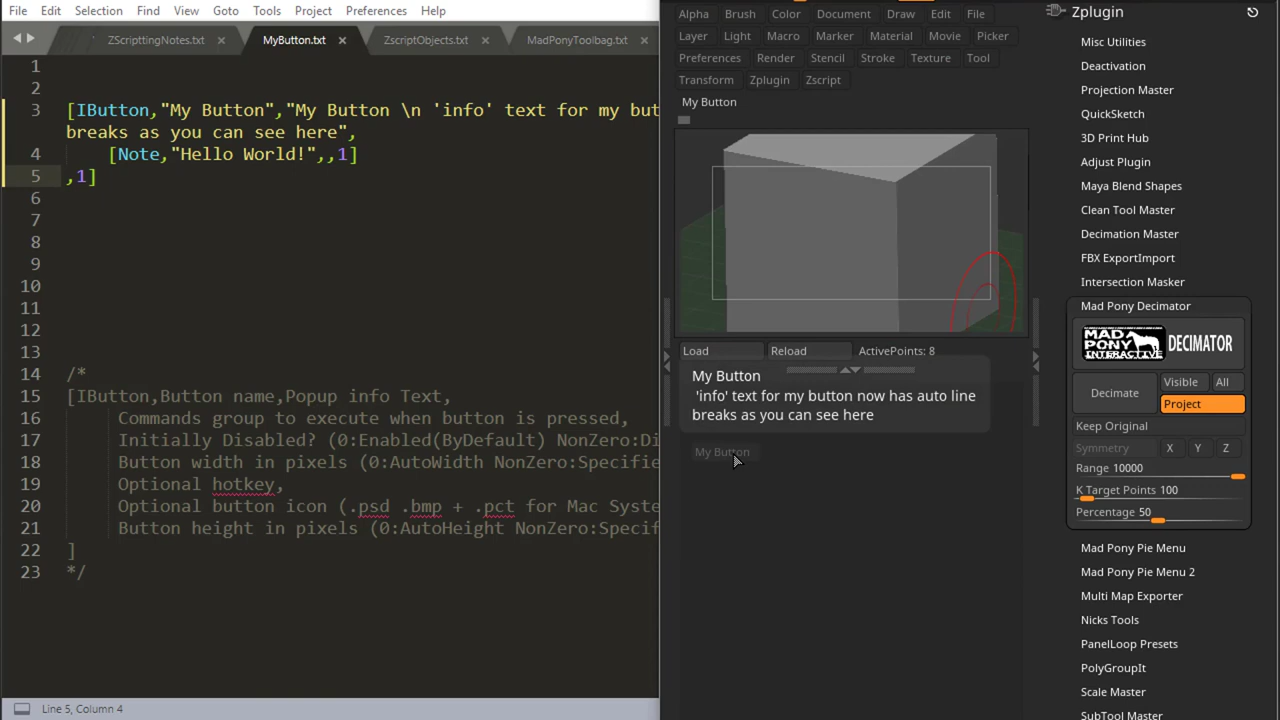 File Edit Selection Find View Goto Tools Project Preferences Help
ZScripttingNotes.txt MyButton.txt ZscriptObjects.txt MadPonyToolbag.txt
1
2
3 [IButton,"My Button","My Button \n 'info' text for my but
breaks as you can see here",
4 [Note,"Hello World!",,1]
5 ,1]
6
7
8
9
10
11
12
13
14 /*
15 [IButton,Button name,Popup info Text,
16 Commands group to execute when button is pressed,
17 Initially Disabled? (0:Enabled(ByDefault) NonZero:Di
18 Button width in pixels (0:AutoWidth NonZero:Specifie
19 Optional hotkey,
20 Optional button icon (.psd .bmp + .pct for Mac Syste
21 Button height in pixels (0:AutoHeight NonZero:Specif
22 ]
23 */
Line 5, Column 4
Alpha Brush Color Document Draw Edit File
Layer Light Macro Marker Material Movie Picker
Preferences Render Stencil Stroke Texture Tool
Transform Zplugin Zscript
My Button
Load Reload ActivePoints: 8
My Button
'info' text for my button now has auto line
breaks as you can see here
My Button
Zplugin
Misc Utilities
Deactivation
Projection Master
QuickSketch
3D Print Hub
Adjust Plugin
Maya Blend Shapes
Clean Tool Master
Decimation Master
FBX ExportImport
Intersection Masker
Mad Pony Decimator
MAD
PONY
INTERACTIVE
DECIMATOR
Decimate Visible All
Project
Keep Original
Symmetry X Y Z
Range 10000
K Target Points 100
Percentage 50
Mad Pony Pie Menu
Mad Pony Pie Menu 2
Multi Map Exporter
Nicks Tools
PanelLoop Presets
PolyGroupIt
Scale Master
SubTool Master